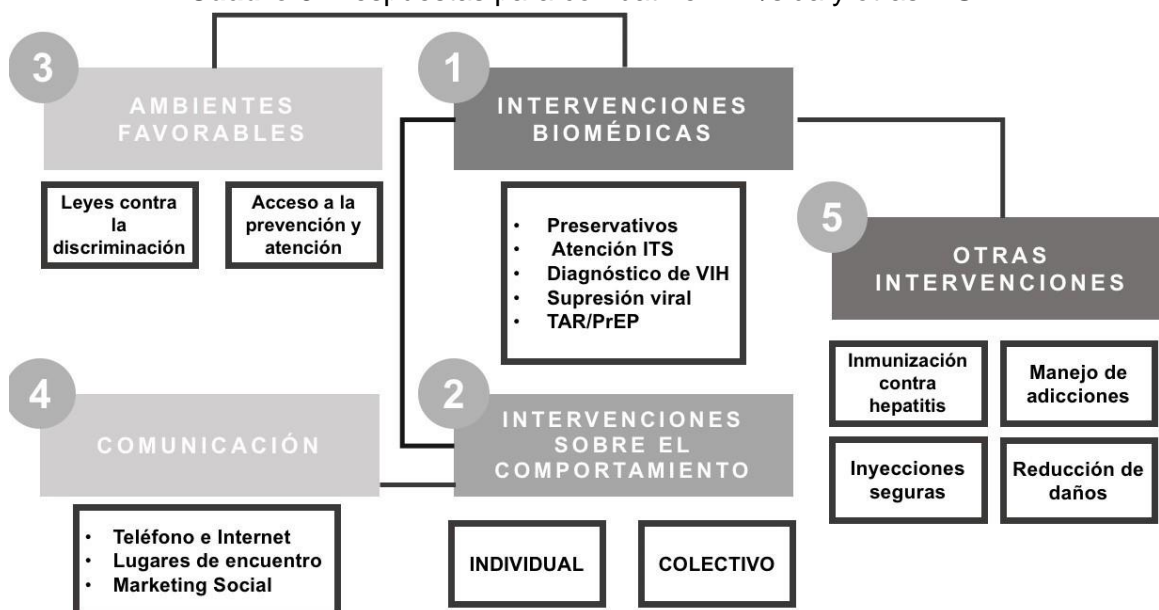 3
AMBIENTES
FAVORABLES
Leyes contra
la
discriminación
Acceso a la
prevención y
atención
1
INTERVENCIONES
BIOMÉDICAS
• Preservativos
• Atención ITS
• Diagnóstico de VIH
• Supresión viral
• TAR/PrEP
5
OTRAS
INTERVENCIONES
Inmunización
contra
hepatitis
Manejo de
adicciones
Inyecciones
seguras
Reducción de
daños
4
COMUNICACIÓN
• Teléfono e Internet
• Lugares de encuentro
• Marketing Social
2
INTERVENCIONES
SOBRE EL
COMPORTAMIENTO
INDIVIDUAL
COLECTIVO